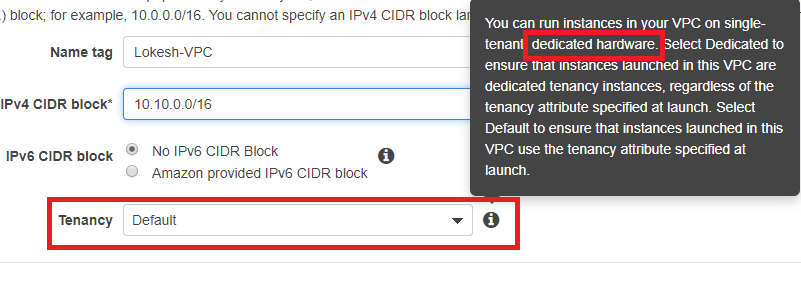 ) block; for example, 10.0.0.0/16. You cannot specify an IPv4 CIDR block lar
Name tag
Lokesh-VPC
IPv4 CIDR block*
10.10.0.0/16
IPv6 CIDR block
No IPv6 CIDR Block
Amazon provided IPv6 CIDR block
Tenancy
Default
You can run instances in your VPC on single-
tenant, dedicated hardware. Select Dedicated to
ensure that instances launched in this VPC are
dedicated tenancy instances, regardless of the
tenancy attribute specified at launch. Select
Default to ensure that instances launched in this
VPC use the tenancy attribute specified at
launch.